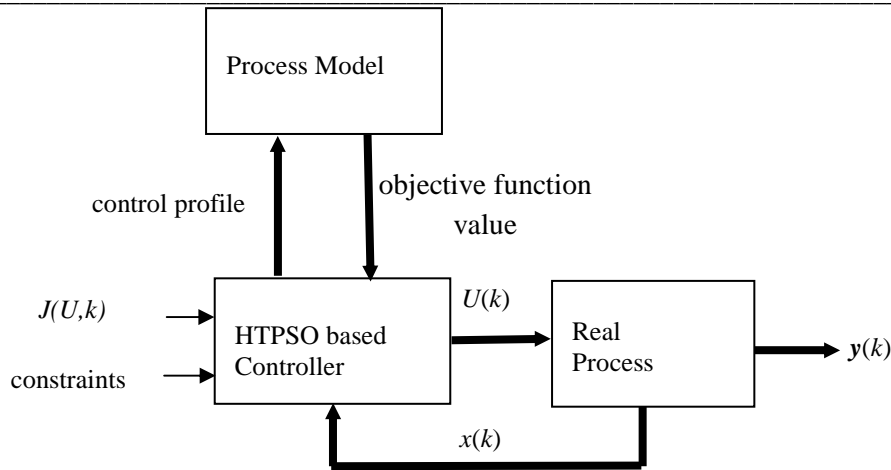 Process Model
objective function
value
control profile
J(U,k)
constraints
HTPSO based
Controller
U(k)
Real
Process
y(k)
x(k)